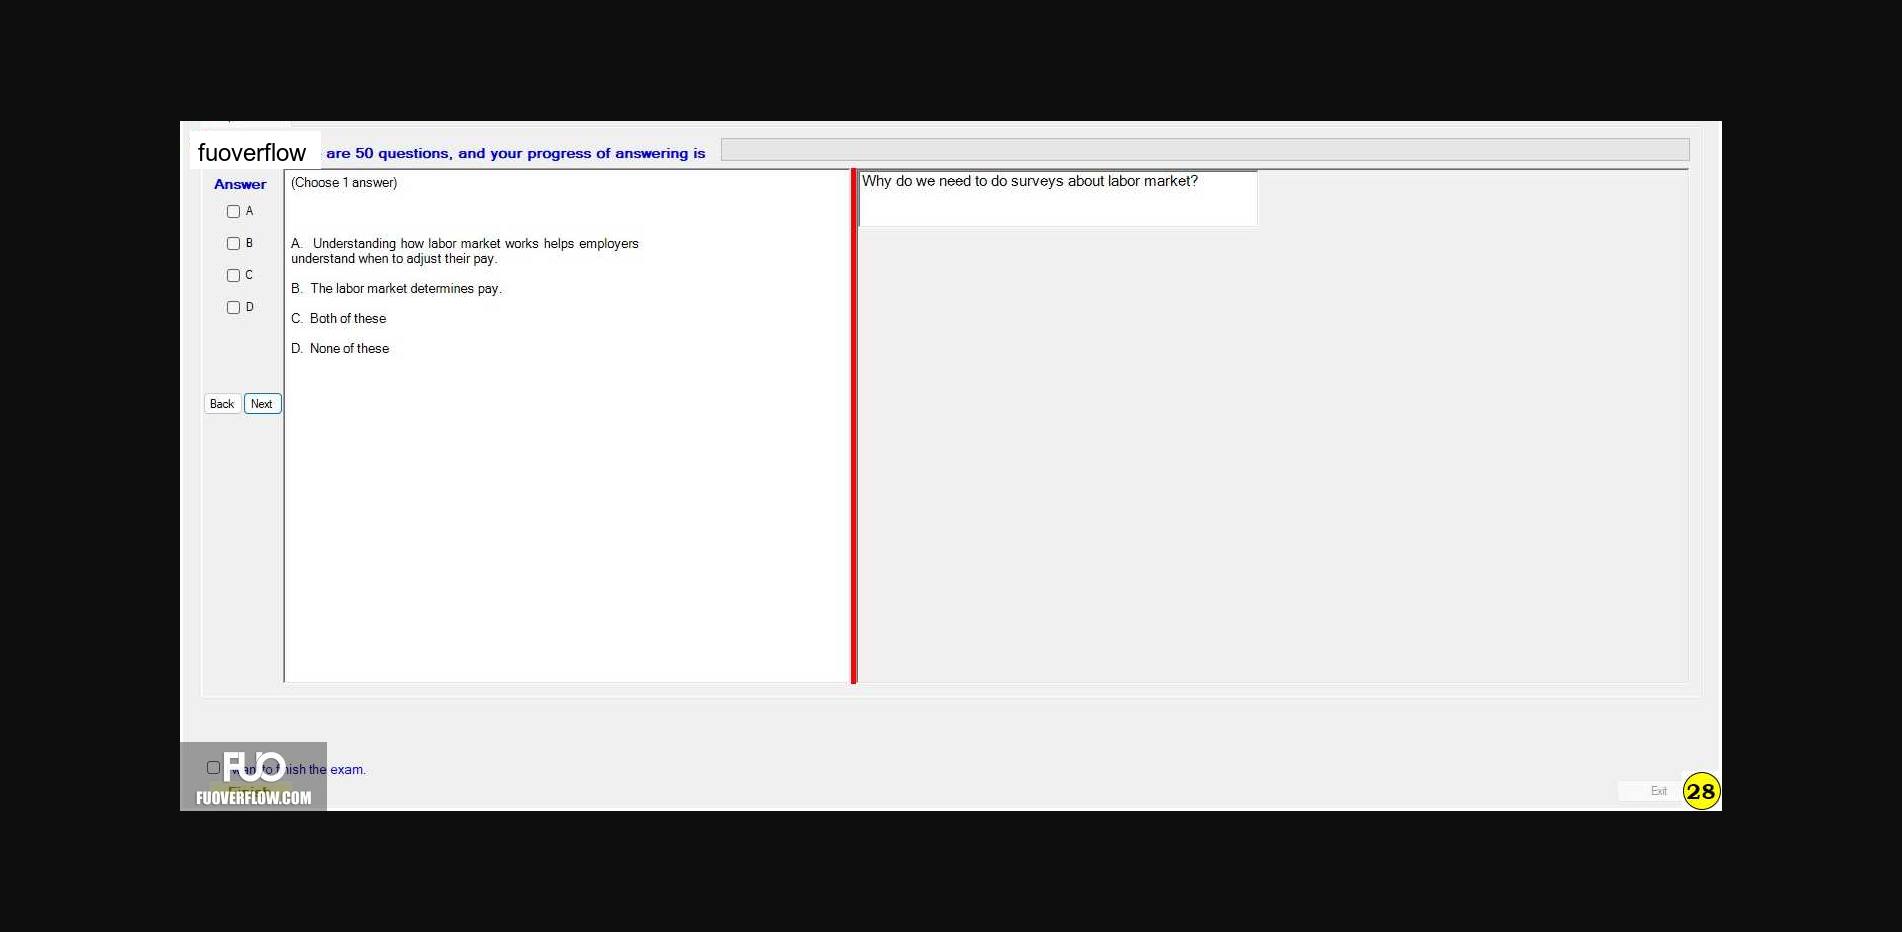 fuoverflow are 50 questions, and your progress of answering is
Answer
A
B
C
D
Back Next
(Choose 1 answer)
A. Understanding how labor market works helps employers
understand when to adjust their pay.
B. The labor market determines pay.
C. Both of these
D. None of these
Why do we need to do surveys about labor market?
FUO
to finish the exam.
Finish
FUOVERFLOW.COM
Exit
28